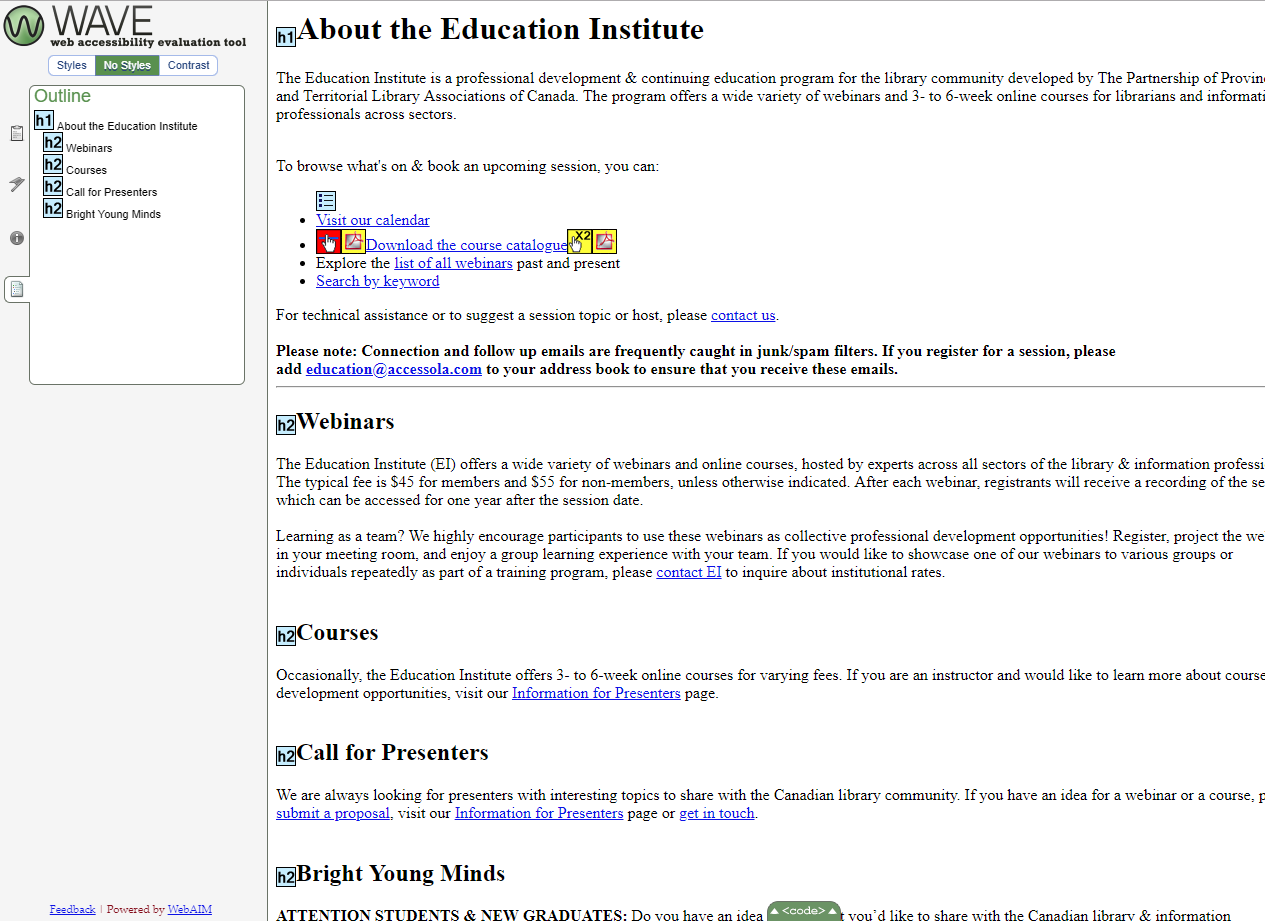 WAVE
web accessibility evaluation tool
Styles No Styles Contrast
Outline
h1 About the Education Institute
h2 Webinars
h2 Courses
h2 Call for Presenters
h2 Bright Young Minds
Feedback | Powered by WebAIM
h1 About the Education Institute
The Education Institute is a professional development & continuing education program for the library community developed by The Partnership of
and Territorial Library Associations of Canada. The program offers a wide variety of webinars and 3- to 6-week online courses for librarians and
professionals across sectors.
To browse what's on & book an upcoming session, you can:
• Visit our calendar
• Download the course catalogue X2
• Explore the list of all webinars past and present
• Search by keyword
For technical assistance or to suggest a session topic or host, please contact us.
Please note: Connection and follow up emails are frequently caught in junk/spam filters. If you register for a session, please
add education@accessola.com to your address book to ensure that you receive these emails.
h2 Webinars
The Education Institute (EI) offers a wide variety of webinars and online courses, hosted by experts across all sectors of the library & information
The typical fee is $45 for members and $55 for non-members, unless otherwise indicated. After each webinar, registrants will receive a recording of the
which can be accessed for one year after the session date.
Learning as a team? We highly encourage participants to use these webinars as collective professional development opportunities! Register, project the
in your meeting room, and enjoy a group learning experience with your team. If you would like to showcase one of our webinars to various groups or
individuals repeatedly as part of a training program, please contact EI to inquire about institutional rates.
h2 Courses
Occasionally, the Education Institute offers 3- to 6-week online courses for varying fees. If you are an instructor and would like to learn more about course
development opportunities, visit our Information for Presenters page.
h2 Call for Presenters
We are always looking for presenters with interesting topics to share with the Canadian library community. If you have an idea for a webinar or a course,
submit a proposal, visit our Information for Presenters page or get in touch.
h2 Bright Young Minds
ATTENTION STUDENTS & NEW GRADUATES: Do you have an idea <code> you’d like to share with the Canadian library & information